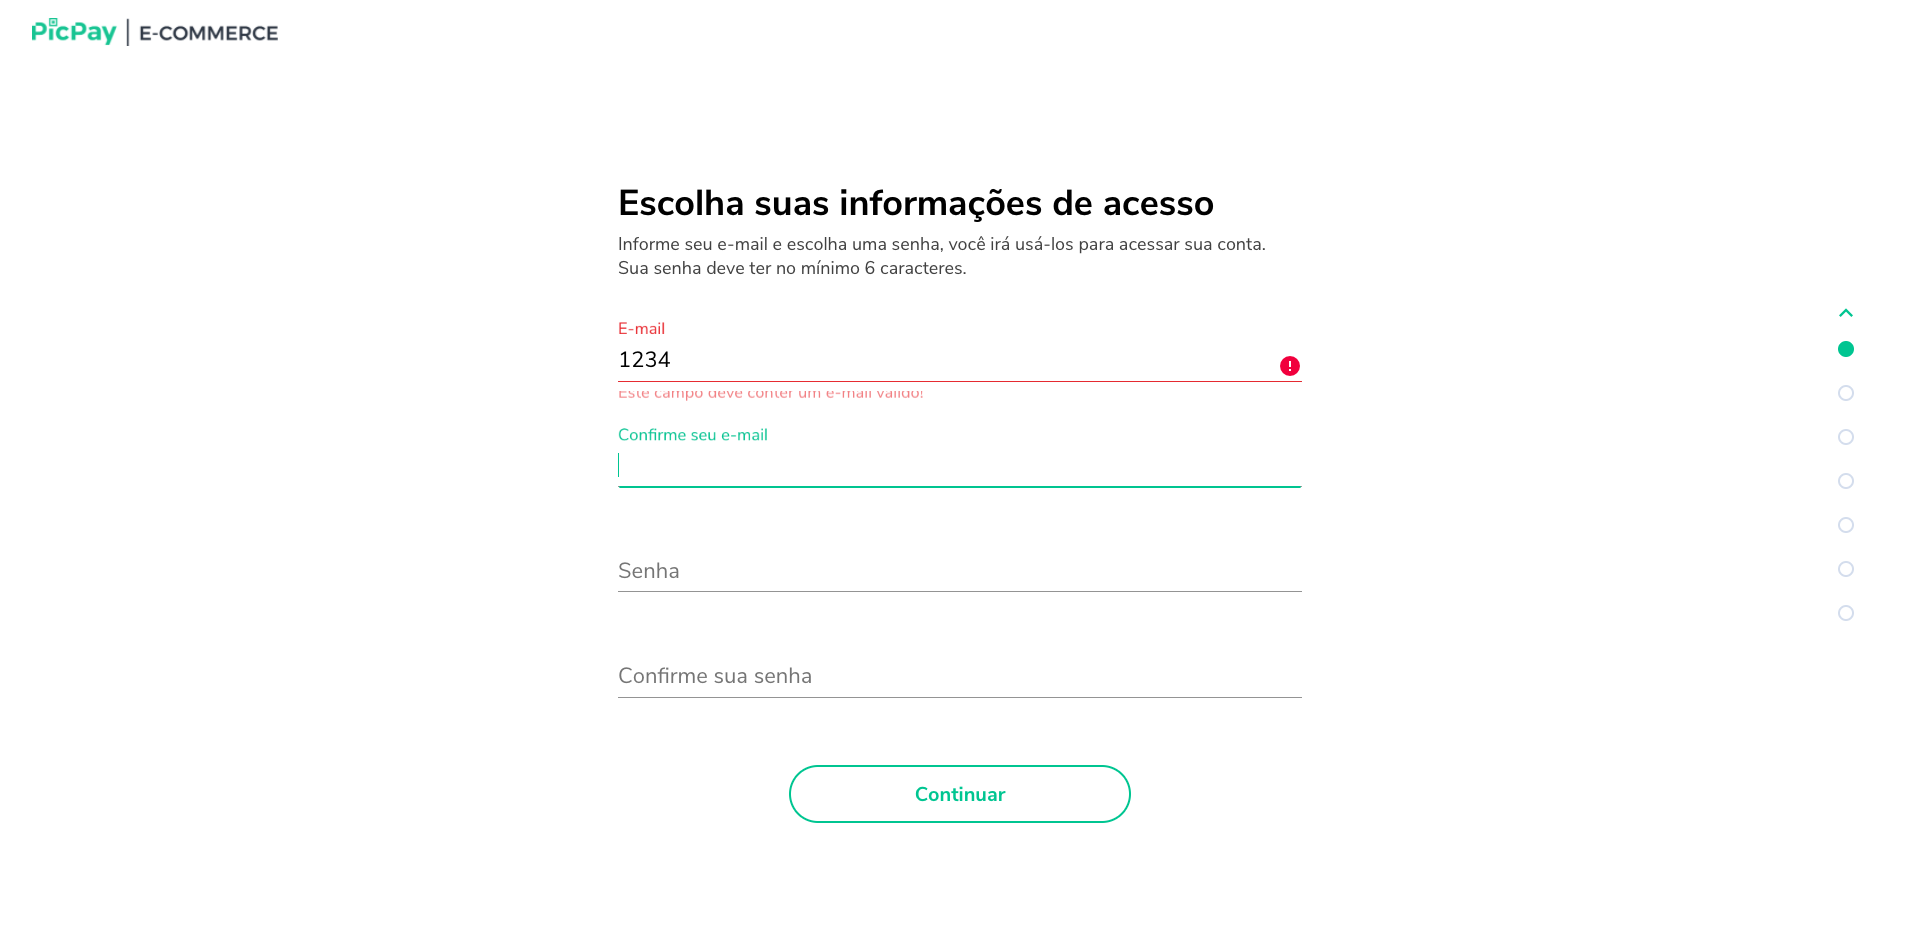 PicPay | E-COMMERCE
Escolha suas informações de acesso
Informe seu e-mail e escolha uma senha, você irá usá-los para acessar sua conta.
Sua senha deve ter no mínimo 6 caracteres.
E-mail
1234
Este campo deve conter um e-mail válido!
Confirme seu e-mail
Senha
Confirme sua senha
Continuar